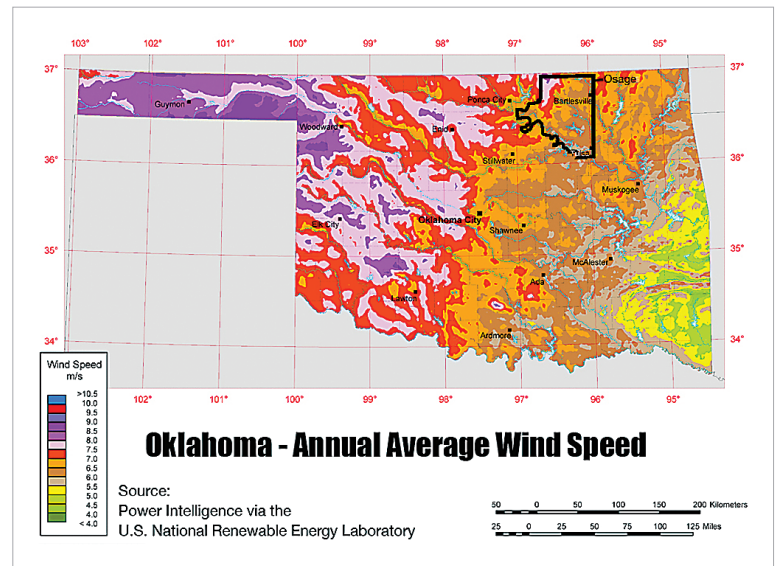 103° 102° 101° 100° 99° 98° 97° 96° 95°
37° 37°
Osage
Ponca City
Bartlesville
Guymon
Woodward
Enid
36° 36°
Tulsa
Stillwater
Muskogee
Oklahoma City
Elk City
Shawnee
35° 35°
McAlester
Ada
Lawton
34° 34°
Ardmore
102° 101° 100° 99° 98° 97° 96° 95°
Wind Speed
m/s
>10.5
10.0
9.5
9.0
8.5
8.0
7.5
7.0
6.5
6.0
5.5
5.0
4.5
4.0
< 4.0
Oklahoma - Annual Average Wind Speed
Source:
Power Intelligence via the
U.S. National Renewable Energy Laboratory
50 0 50 100 150 200 Kilometers
25 0 25 50 75 100 125 Miles